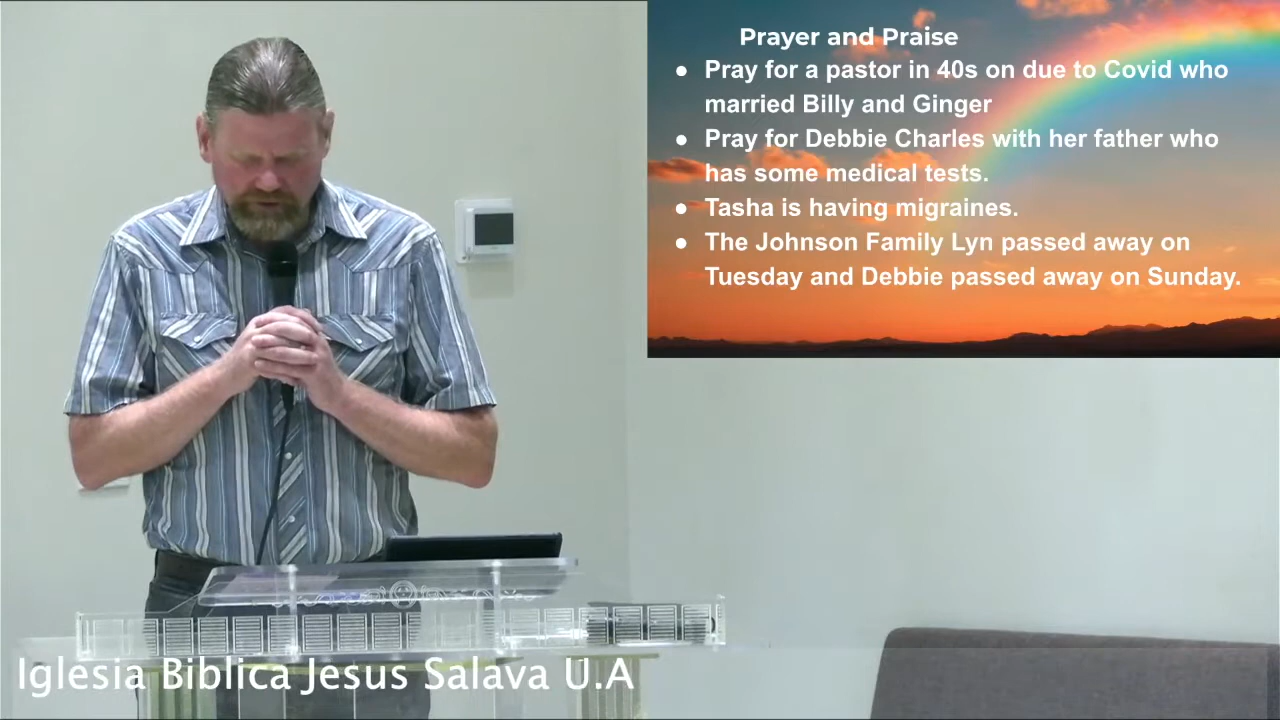 Prayer and Praise
● Pray for a pastor in 40s on due to Covid who
married Billy and Ginger
● Pray for Debbie Charles with her father who
has some medical tests.
● Tasha is having migraines.
● The Johnson Family Lyn passed away on
Tuesday and Debbie passed away on Sunday.
Iglesia Biblica Jesus Salava U.A